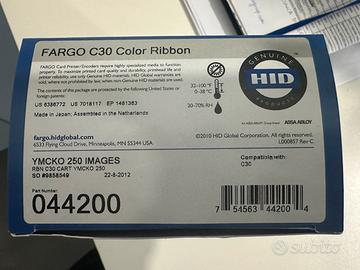 FARGO C30 Color Ribbon
GENUINE
HID
PRODUCTS
FARGO Card Printer/Encoders require highly specialized media to function
properly. To maximize printed card quality and durability, printhead life and
printer reliability, use only Genuine HID Materials. HID Global warranties are
void, where not prohibited by law, when non-Genuine HID Materials are used.
The contents of this package are protected by one or more of the following U.S.
or foreign patents:
US 6386772 US 7018117 EP 1461383
Made in Japan; Assembled in the Netherlands
32-100°F
0-38°C
20-70% RH
ASSA ABLOY
fargo.hidglobal.com
6533 Flying Cloud Drive, Minneapolis, MN 55344
©2010 HID Global Corporation. All rights reserved.
L000857 Rev C
YMCKO 250 IMAGES
RBN C30 CART YMCKO 250
SO #9858549 22-8-2012
Compatible with:
C30
Part Number:
044200
7 54563 44200 4
subito